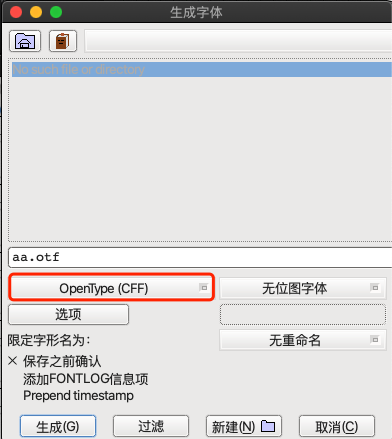 生成字体
No such file or directory
aa.otf
OpenType (CFF)
无位图字体
选项
限定字形名为：
无重命名
保存之前确认
添加FONTLOG信息项
Prepend timestamp
生成(G)
过滤
新建(N)
取消(C)